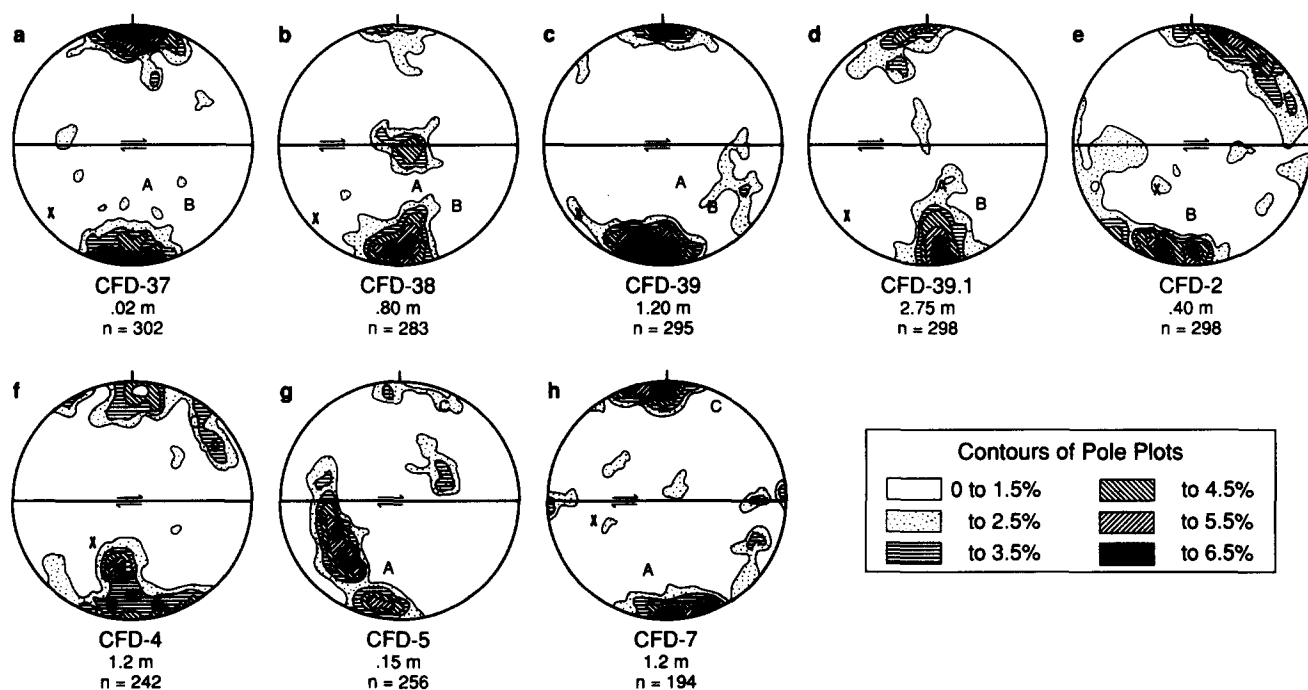 a
A
B
X
CFD-37
.02 m
n = 302
b
A
B
X
CFD-38
.80 m
n = 283
c
A
B
X
CFD-39
1.20 m
n = 295
d
A
B
X
CFD-39.1
2.75 m
n = 298
e
X
B
CFD-2
.40 m
n = 298
f
X
CFD-4
1.2 m
n = 242
g
C
A
CFD-5
.15 m
n = 256
h
C
X
A
CFD-7
1.2 m
n = 194
Contours of Pole Plots
0 to 1.5% to 4.5%
to 2.5% to 5.5%
to 3.5% to 6.5%